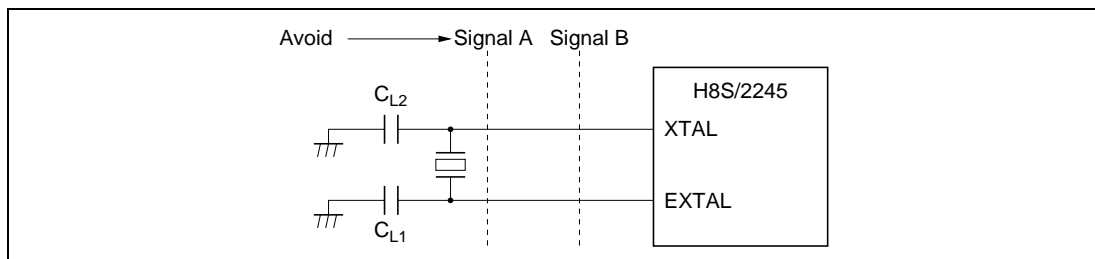 Avoid Signal A Signal B
H8S/2245
CL2
XTAL
EXTAL
CL1